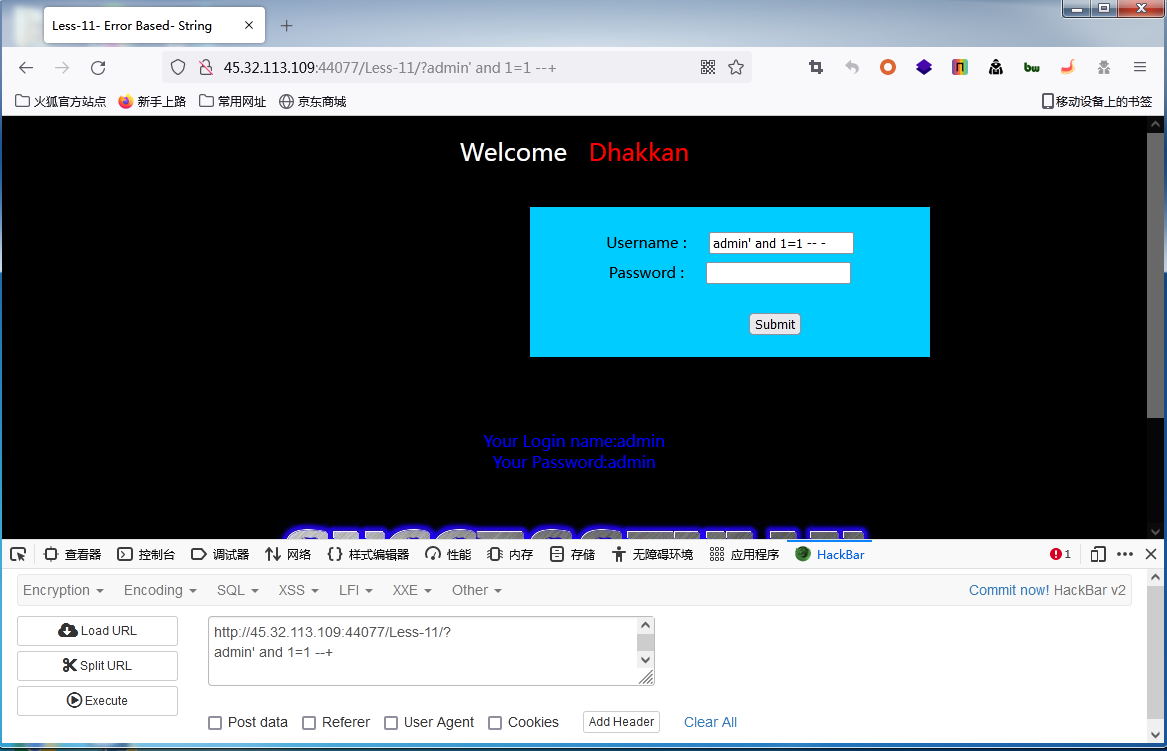 Less-11- Error Based- String
45.32.113.109:44077/Less-11/?admin' and 1=1 --+
火狐官方站点 新手上路 常用网址 京东商城 移动设备上的书签
Welcome Dhakkan
Username : admin' and 1=1 -- -
Password :
Submit
Your Login name:admin
Your Password:admin
查看器 控制台 调试器 网络 样式编辑器 性能 内存 存储 无障碍环境 应用程序 HackBar 1
Encryption Encoding SQL XSS LFI XXE Other Commit now! HackBar v2
Load URL
Split URL
Execute
http://45.32.113.109:44077/Less-11/?
admin' and 1=1 --+
Post data Referer User Agent Cookies Add Header Clear All